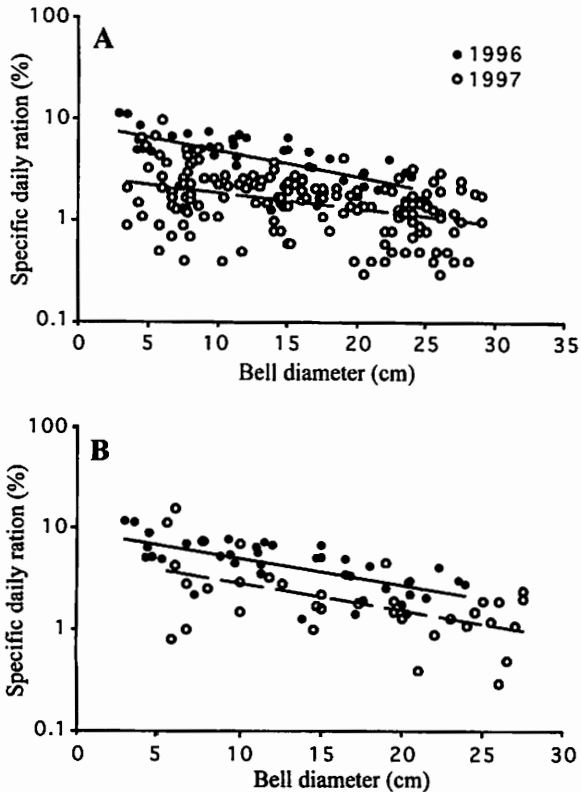 A
100
10
1
0.1
Specific daily ration (%)
1996
1997
0 5 10 15 20 25 30 35
Bell diameter (cm)
B
100
10
1
0.1
Specific daily ration (%)
0 5 10 15 20 25 30
Bell diameter (cm)